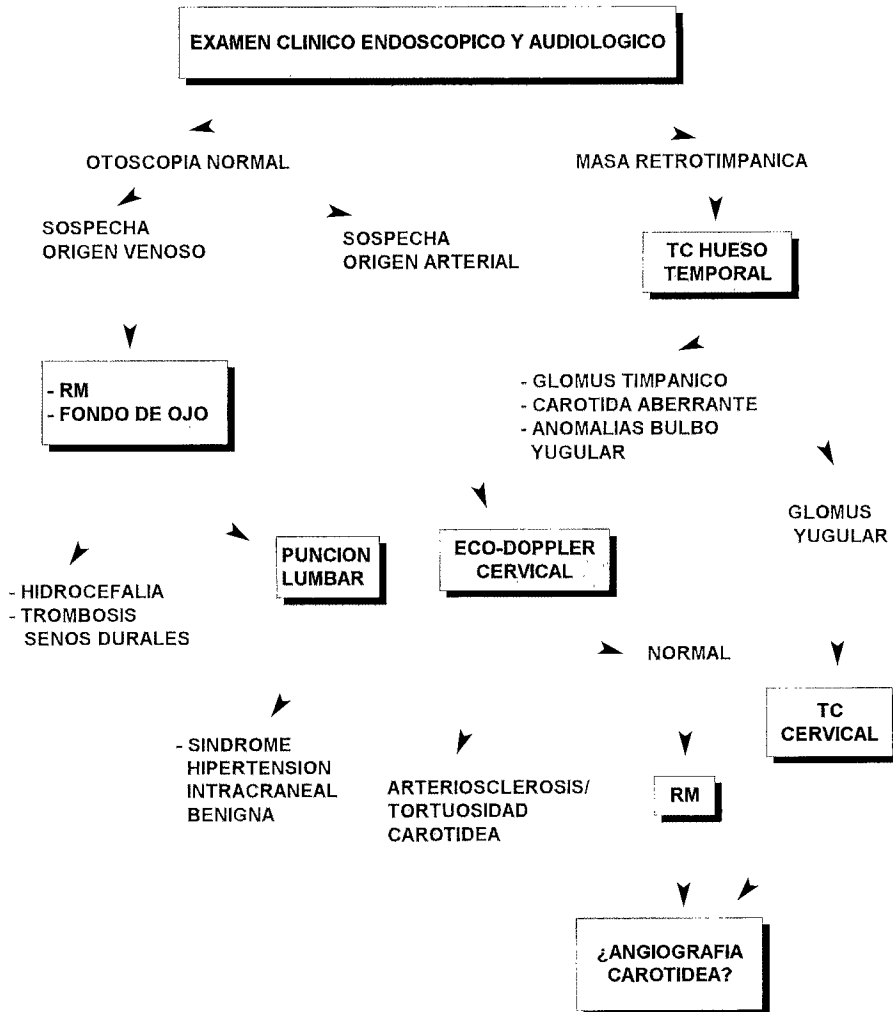 EXAMEN CLINICO ENDOSCOPICO Y AUDIOLOGICO
OTOSCOPIA NORMAL
MASA RETROTIMPANICA
SOSPECHA
ORIGEN VENOSO
SOSPECHA
ORIGEN ARTERIAL
TC HUESO
TEMPORAL
- RM
- FONDO DE OJO
- GLOMUS TIMPANICO
- CAROTIDA ABERRANTE
- ANOMALIAS BULBO
YUGULAR
GLOMUS
YUGULAR
PUNCION
LUMBAR
ECO-DOPPLER
CERVICAL
- HIDROCEFALIA
- TROMBOSIS
SENOS DURALES
NORMAL
TC
CERVICAL
- SINDROME
HIPERTENSION
INTRACRANEAL
BENIGNA
ARTERIOSCLEROSIS/
TORTUOSIDAD
CAROTIDEA
RM
¿ANGIOGRAFIA
CAROTIDEA?